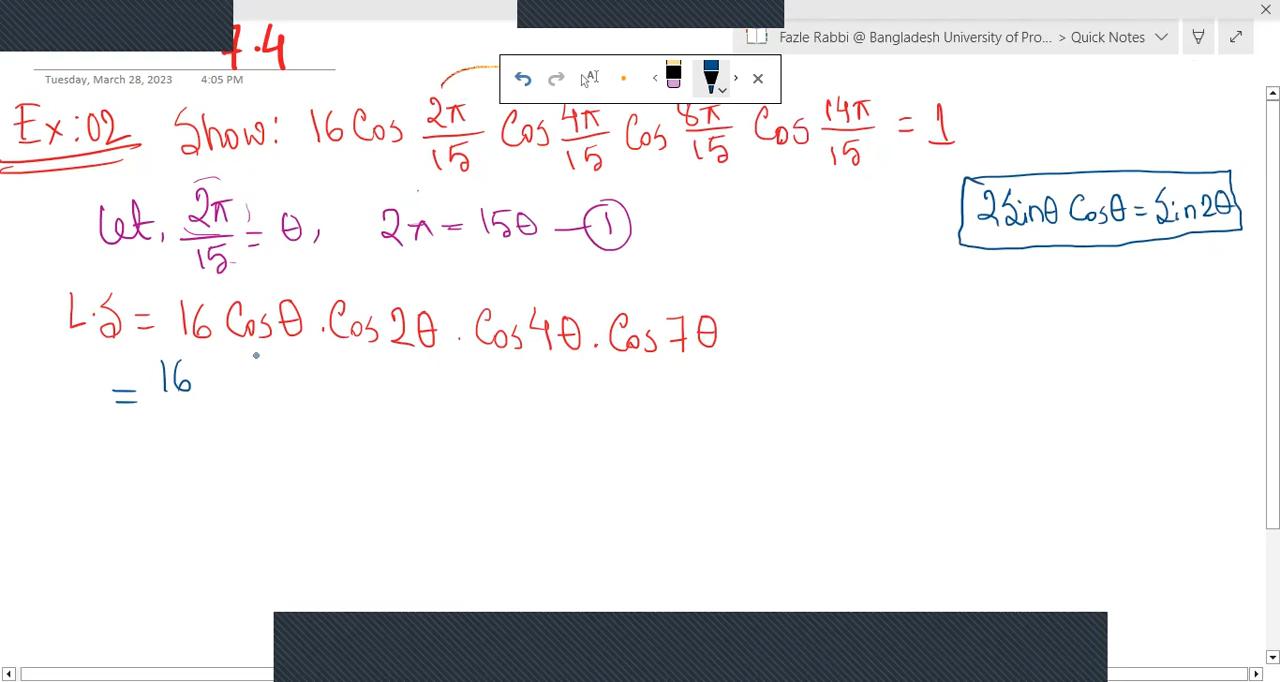 7.4
Fazle Rabbi @ Bangladesh University of Pro... > Quick Notes
Tuesday, March 28, 2023 4:05 PM
Ex:02 Show: 16 Cos 2π/15 Cos 4π/15 Cos 8π/15 Cos 14π/15 = 1
2Sinθ Cosθ = Sin2θ
Let, 2π/15 = θ, 2π = 15θ — ①
L.S = 16 Cosθ . Cos2θ . Cos4θ . Cos7θ
= 16